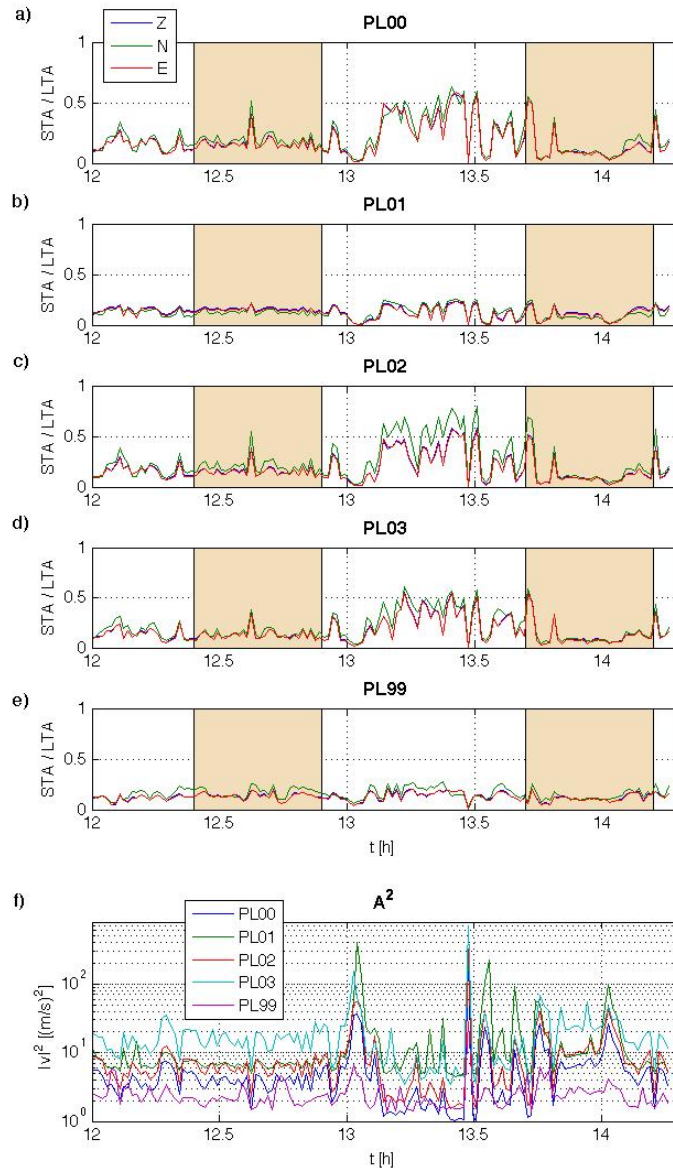 a)
PL00
Z
N
E
STA / LTA
1
0.5
0
12
12.5
13
13.5
14
b)
PL01
STA / LTA
1
0.5
0
12
12.5
13
13.5
14
c)
PL02
STA / LTA
1
0.5
0
12
12.5
13
13.5
14
d)
PL03
STA / LTA
1
0.5
0
12
12.5
13
13.5
14
e)
PL99
STA / LTA
1
0.5
0
12
12.5
13
13.5
14
t [h]
f)
A²
PL00
PL01
PL02
PL03
PL99
|v|² [(m/s)²]
10²
10¹
10⁰
12
12.5
13
13.5
14
t [h]